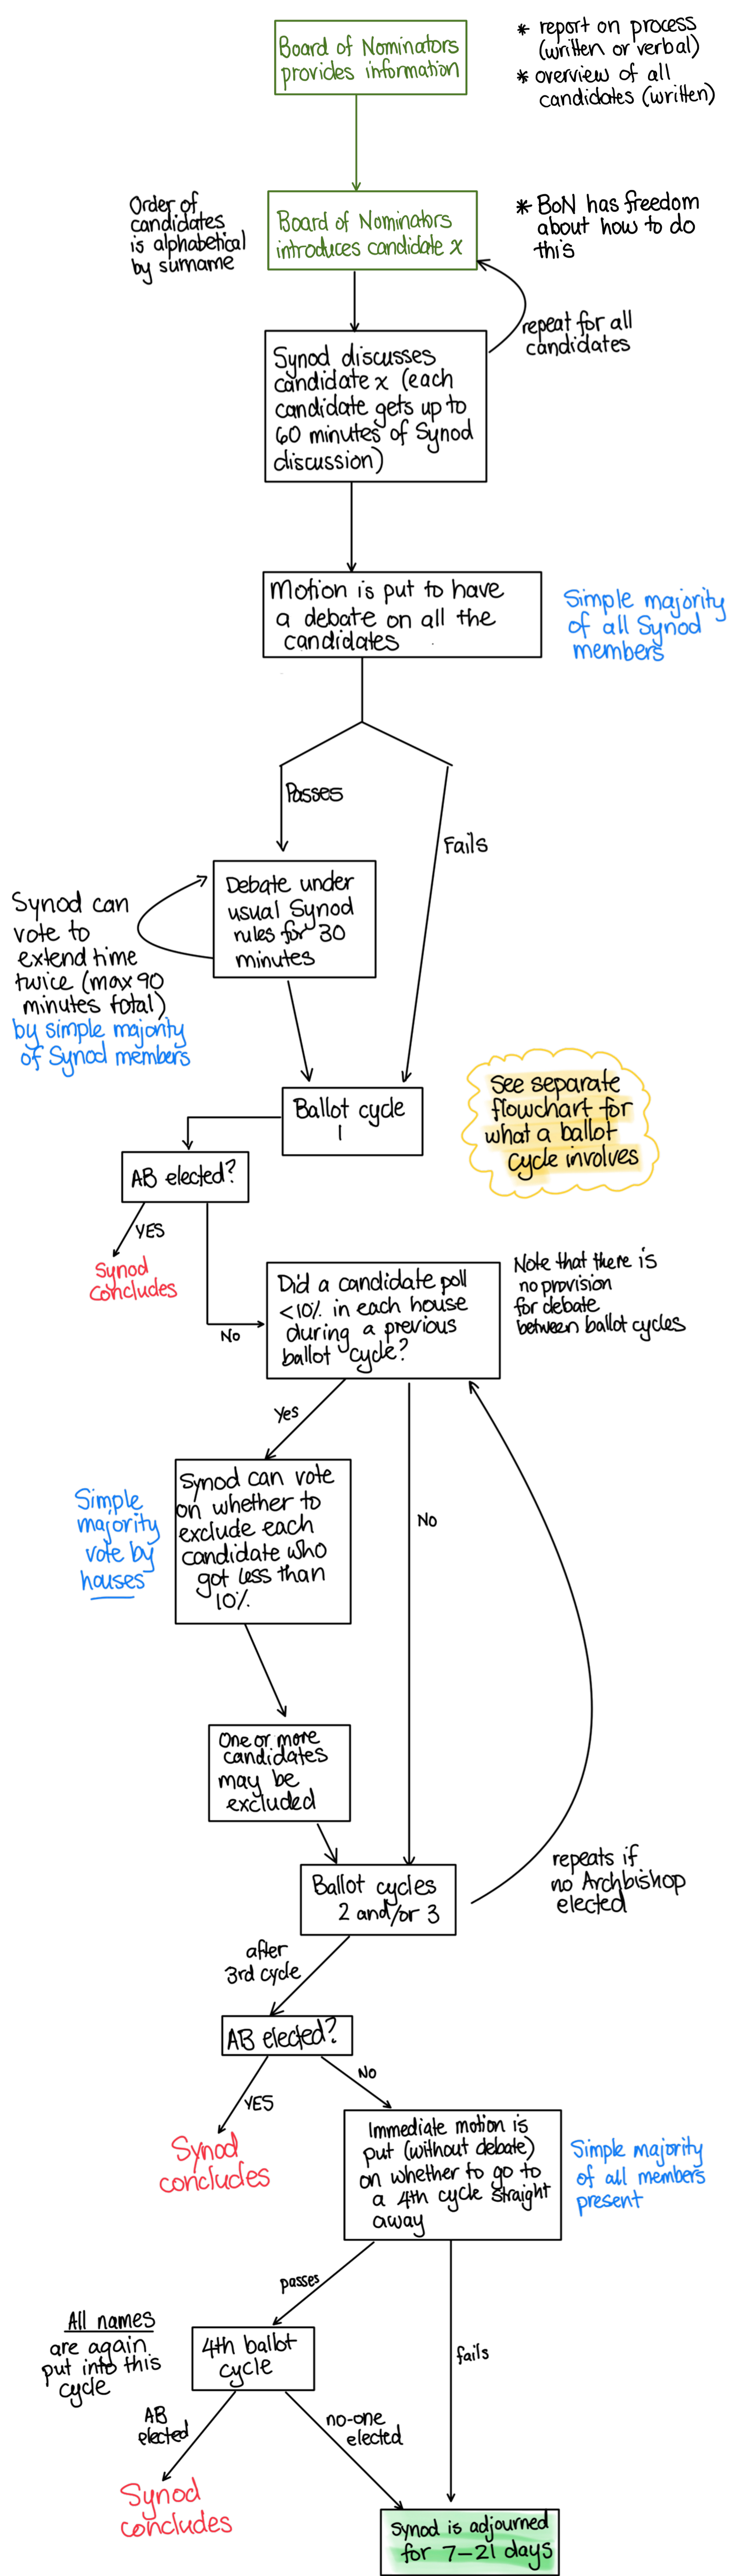 Board of Nominators
provides information
* report on process
(written or verbal)
* overview of all
candidates (written)
Order of
candidates
is alphabetical
by surname
Board of Nominators
introduces candidate x
* BoN has freedom
about how to do
this
repeat for all
candidates
Synod discusses
candidate x (each
candidate gets up to
60 minutes of Synod
discussion)
Motion is put to have
a debate on all the
candidates
Simple majority
of all Synod
members
Passes
Fails
Debate under
usual Synod
rules for 30
minutes
Synod can
vote to
extend time
twice (max 90
minutes total)
by simple majority
of Synod members
Ballot cycle
1
See separate
flowchart for
what a ballot
cycle involves
AB elected?
YES
Synod
concludes
No
Did a candidate poll
<10% in each house
during a previous
ballot cycle?
Note that there is
no provision
for debate
between ballot cycles
Yes
No
Simple
majority
vote by
houses
Synod can vote
on whether to
exclude each
candidate who
got less than
10%
One or more
candidates
may be
excluded
Ballot cycles
2 and/or 3
repeats if
no Archbishop
elected
after
3rd cycle
AB elected?
YES
No
Synod
concludes
Immediate motion is
put (without debate)
on whether to go to
a 4th cycle straight
away
Simple majority
of all members
present
passes
fails
All names
are again
put into this
cycle
4th ballot
cycle
AB
elected
no-one
elected
Synod
concludes
Synod is adjourned
for 7-21 days